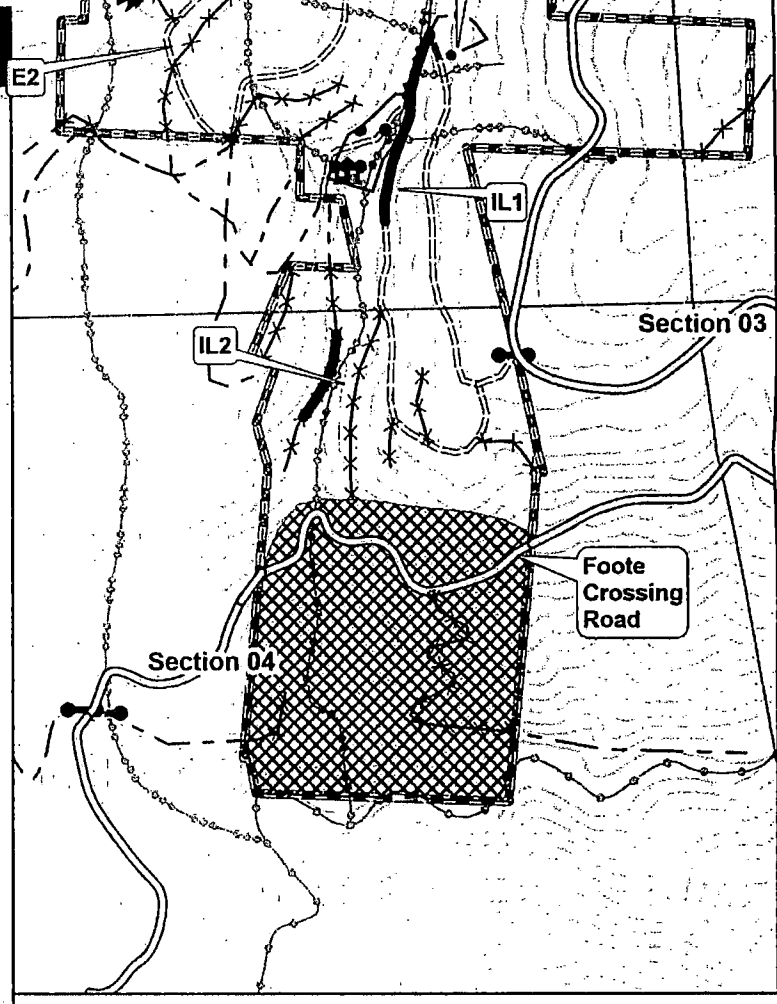 E2
IL1
Section 03
IL2
Foote
Crossing
Road
Section 04